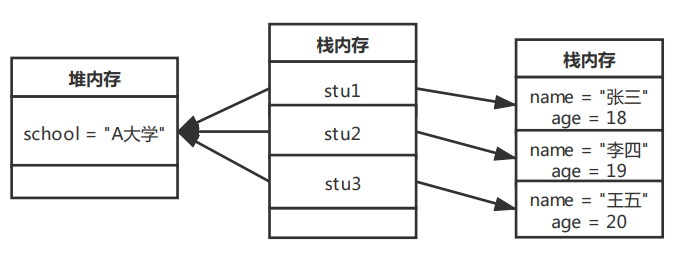 堆内存
school = "A大学"
栈内存
stu1
stu2
stu3
栈内存
name = "张三"
age = 18
name = "李四"
age = 19
name = "王五"
age = 20